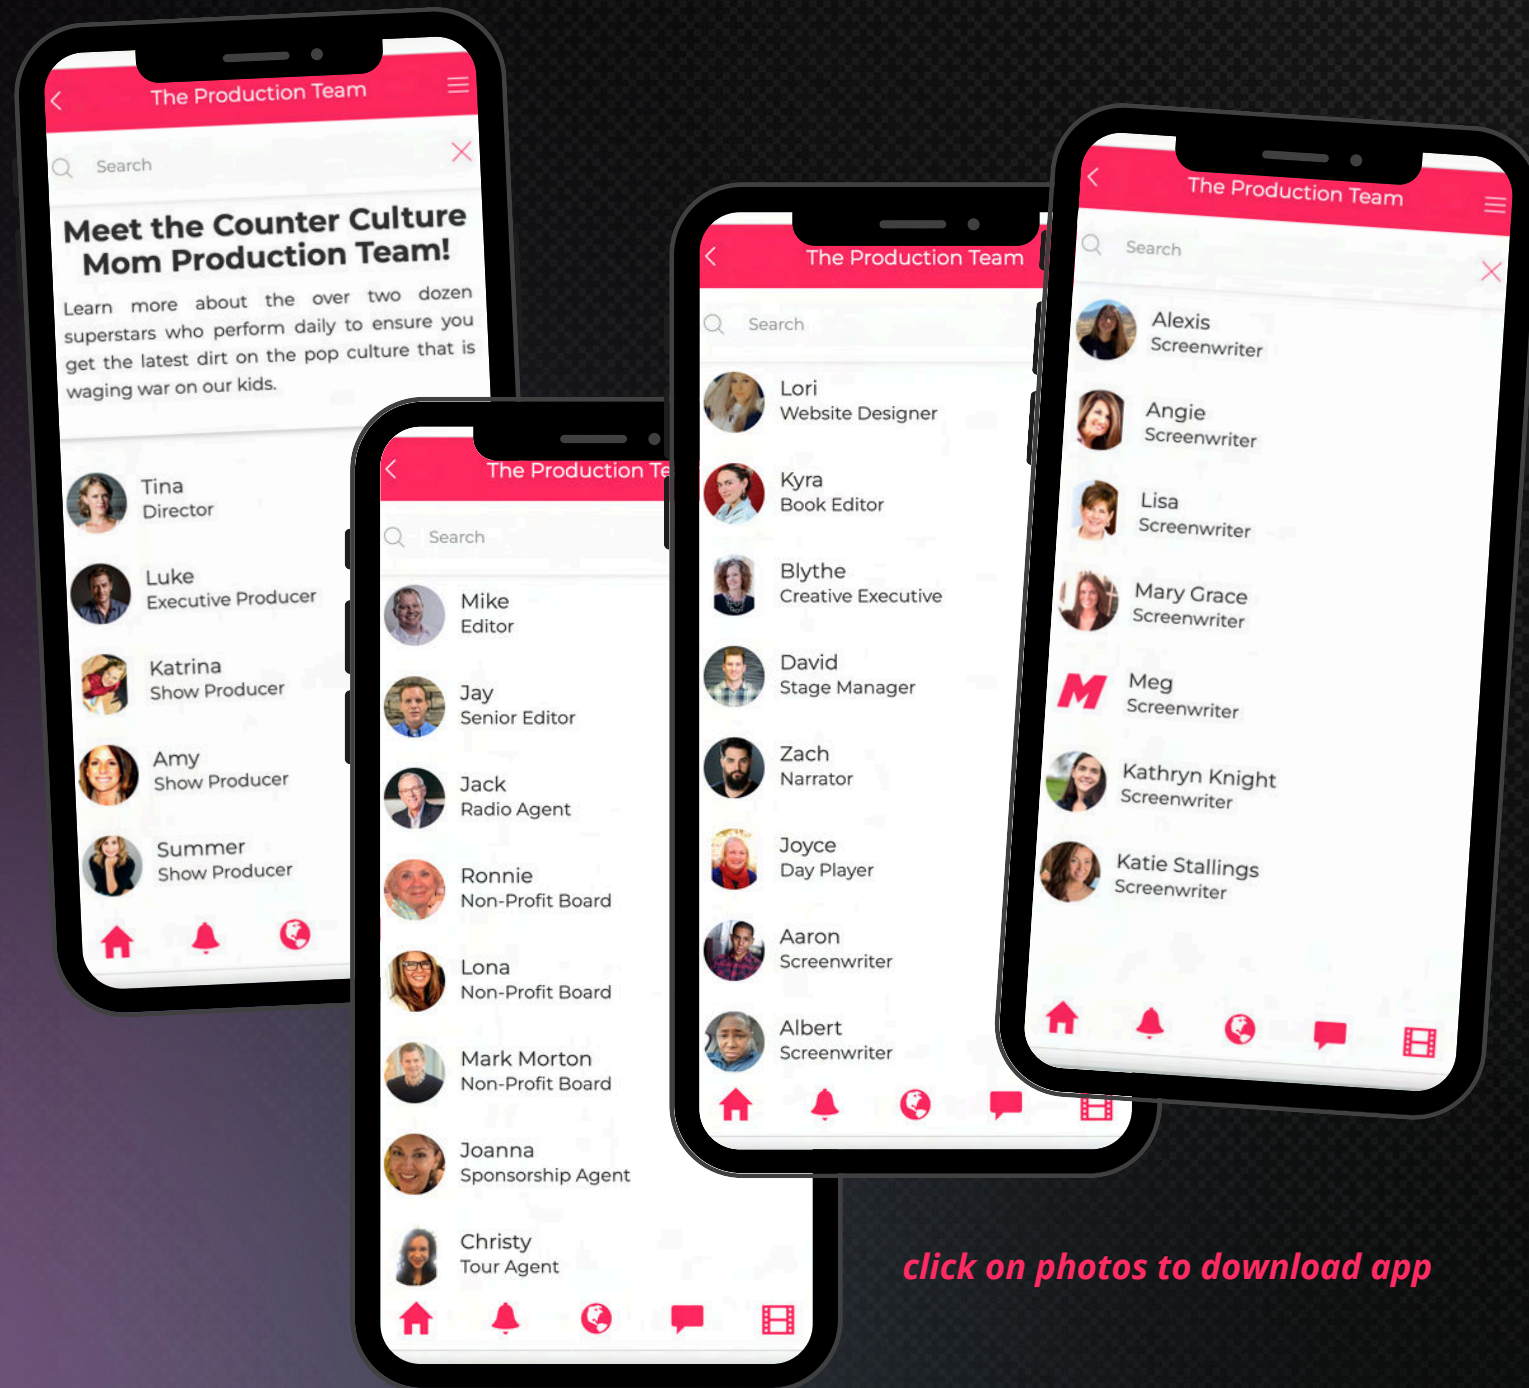 The Production Team
Search
Meet the Counter Culture
Mom Production Team!
Learn more about the over two dozen
superstars who perform daily to ensure you
get the latest dirt on the pop culture that is
waging war on our kids.
Tina
Director
Luke
Executive Producer
Katrina
Show Producer
Amy
Show Producer
Summer
Show Producer
The Production Te
Search
Mike
Editor
Jay
Senior Editor
Jack
Radio Agent
Ronnie
Non-Profit Board
Lona
Non-Profit Board
Mark Morton
Non-Profit Board
Joanna
Sponsorship Agent
Christy
Tour Agent
The Production Team
Search
Lori
Website Designer
Kyra
Book Editor
Blythe
Creative Executive
David
Stage Manager
Zach
Narrator
Joyce
Day Player
Aaron
Screenwriter
Albert
Screenwriter
The Production Team
Search
Alexis
Screenwriter
Angie
Screenwriter
Lisa
Screenwriter
Mary Grace
Screenwriter
M
Meg
Screenwriter
Kathryn Knight
Screenwriter
Katie Stallings
Screenwriter
click on photos to download app